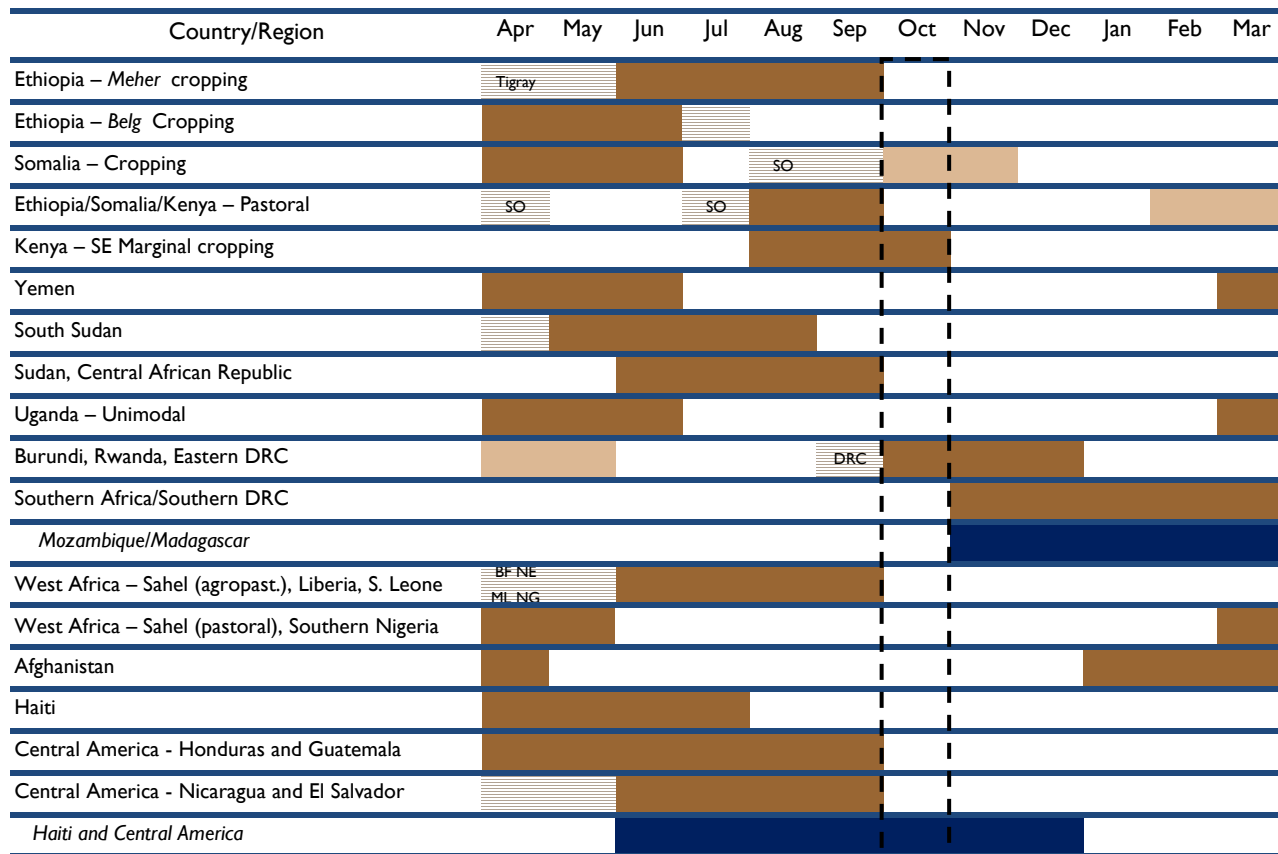 Country/Region Apr May Jun Jul Aug Sep Oct Nov Dec Jan Feb Mar
Ethiopia – Meher cropping Tigray
Ethiopia – Belg Cropping
Somalia – Cropping SO
Ethiopia/Somalia/Kenya – Pastoral SO SO
Kenya – SE Marginal cropping
Yemen
South Sudan
Sudan, Central African Republic
Uganda – Unimodal
Burundi, Rwanda, Eastern DRC DRC
Southern Africa/Southern DRC
Mozambique/Madagascar
BF NE
West Africa – Sahel (agropast.), Liberia, S. Leone
ML NG
West Africa – Sahel (pastoral), Southern Nigeria
Afghanistan
Haiti
Central America - Honduras and Guatemala
Central America - Nicaragua and El Salvador
Haiti and Central America